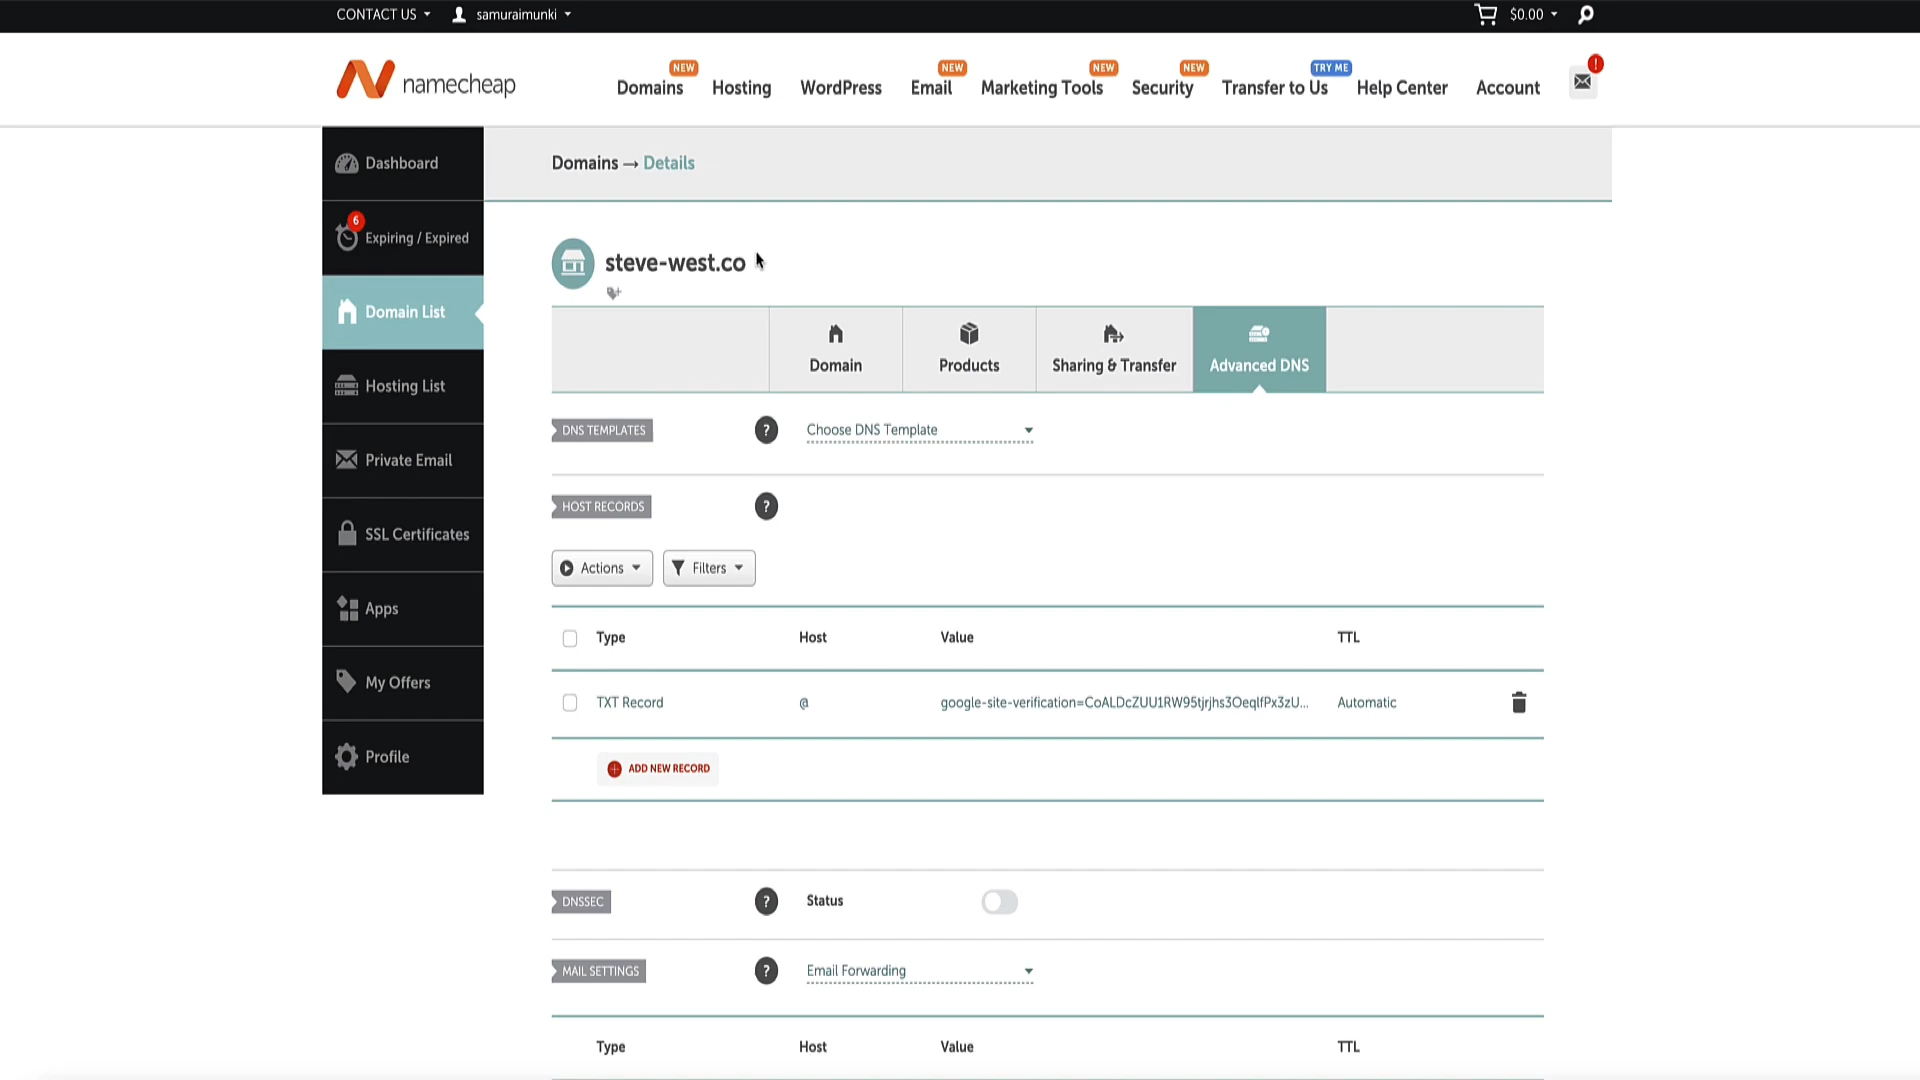 CONTACT US samuraimunki $0.00
namecheap
NEW NEW NEW NEW TRY ME !
Domains Hosting WordPress Email Marketing Tools Security Transfer to Us Help Center Account
Dashboard
6
Expiring / Expired
Domain List
Hosting List
Private Email
SSL Certificates
Apps
My Offers
Profile
Domains → Details
steve-west.co
Domain Products Sharing & Transfer Advanced DNS
DNS TEMPLATES ? Choose DNS Template
HOST RECORDS ?
Actions Filters
Type Host Value TTL
TXT Record @ google-site-verification=CoALDcZUU1RW95tjrjhs3OeqlfPx3zU... Automatic
ADD NEW RECORD
DNSSEC ? Status
MAIL SETTINGS ? Email Forwarding
Type Host Value TTL